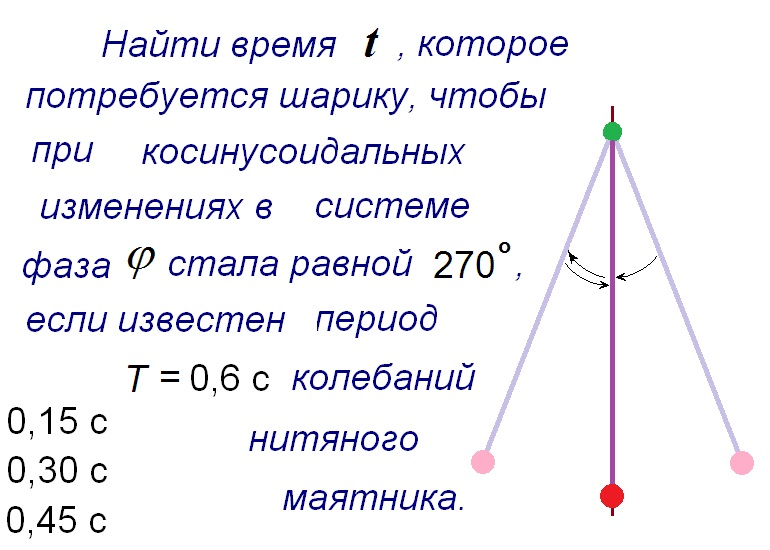 Найти время t , которое
потребуется шарику, чтобы
при косинусоидальных
изменениях в системе
фаза φ стала равной 270° ,
если известен период
T = 0,6 с колебаний
нитяного
маятника.
0,15 с
0,30 с
0,45 с